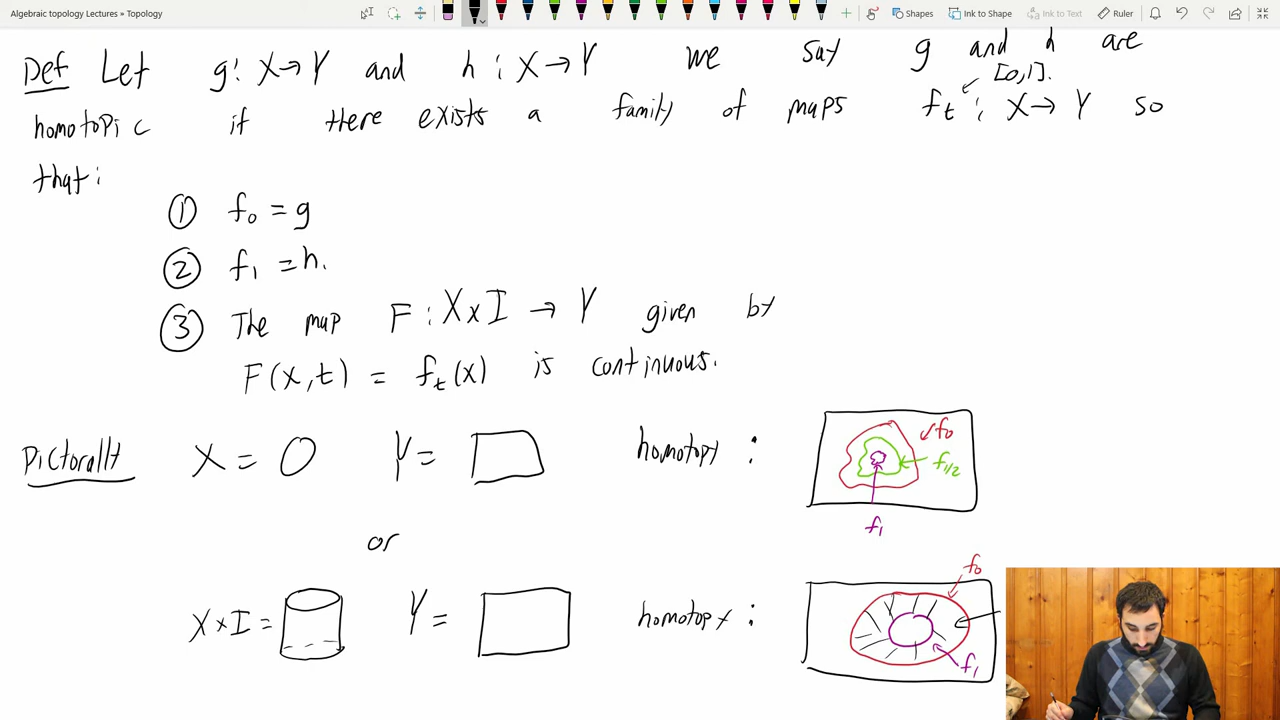 Algebraic topology Lectures » Topology
Shapes
Ink to Shape
Ink to Text
Ruler
Def Let g : X → Y and h : X → Y we say g and h are
[0,1].
homotopic if there exists a family of maps f_t : X → Y so
that:
① f_0 = g
② f_1 = h.
③ The map F : X × I → Y given by
F(x,t) = f_t(x) is continuous.
Pictorally X = Y = homotopy :
f_0
f_1/2
f_1
or
X × I = Y = homotopy :
f_0
f_1